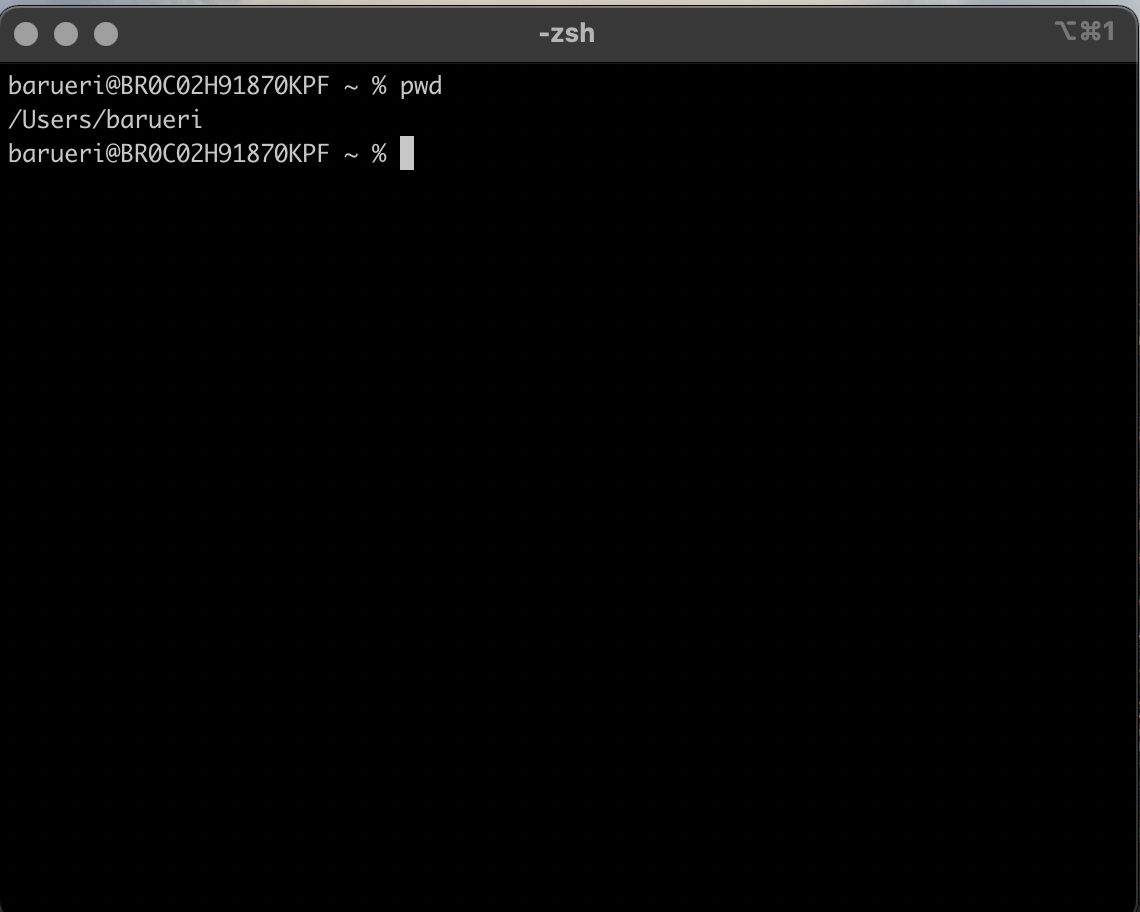 -zsh
⌥⌘1
barueri@BR0C02H91870KPF ~ % pwd
/Users/barueri
barueri@BR0C02H91870KPF ~ %